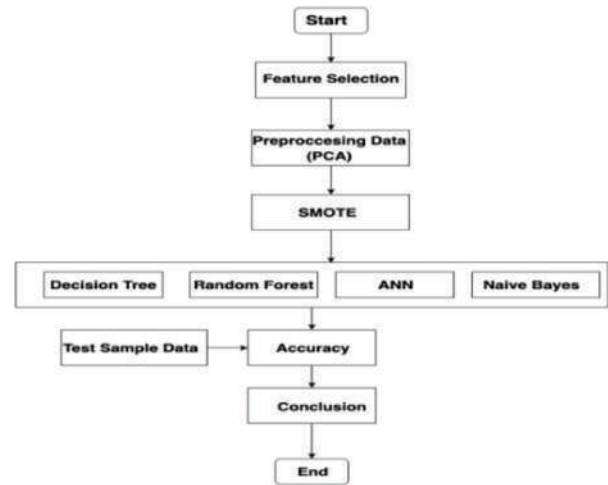 Start
Feature Selection
Preproccesing Data
(PCA)
SMOTE
Decision Tree
Random Forest
ANN
Naive Bayes
Test Sample Data
Accuracy
Conclusion
End